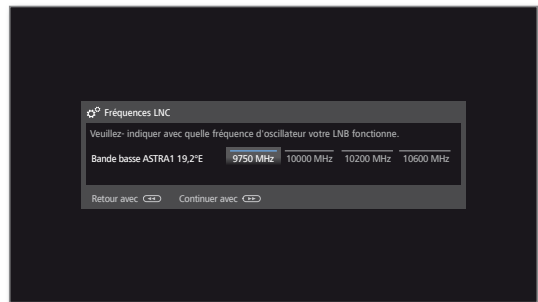 Fréquences LNC
Veuillez- indiquer avec quelle fréquence d'oscillateur votre LNB fonctionne.
Bande basse ASTRA1 19,2°E 9750 MHz 10000 MHz 10200 MHz 10600 MHz
Retour avec Continuer avec